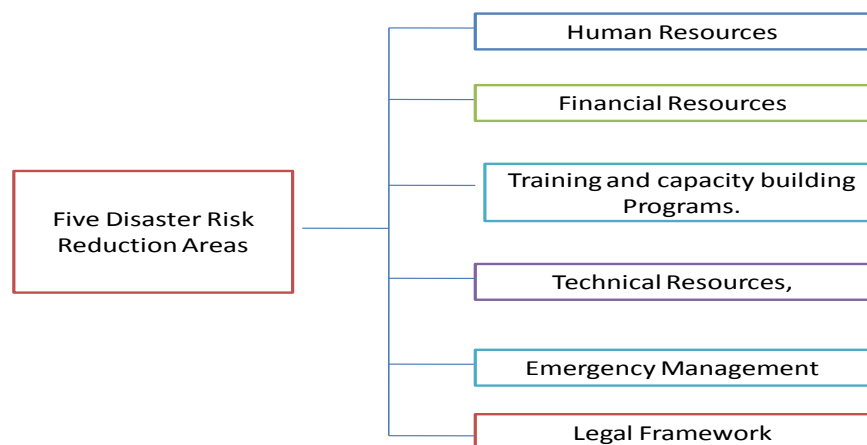 Human Resources
Financial Resources
Training and capacity building
Programs.
Five Disaster Risk
Reduction Areas
Technical Resources,
Emergency Management
Legal Framework